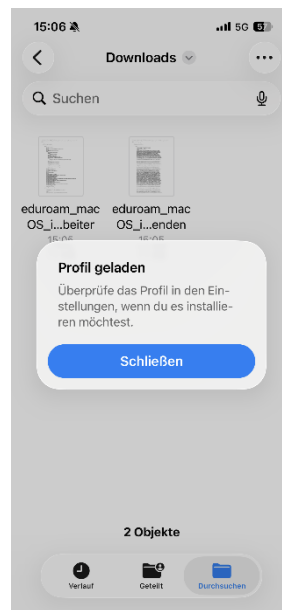 15:06
5G 67
Downloads
Suchen
eduroam_mac eduroam_mac
OS_i...beiter OS_i...enden
15:05 15:05
Profil geladen
Überprüfe das Profil in den Ein-
stellungen, wenn du es installie-
ren möchtest.
Schließen
2 Objekte
Verlauf Geteilt Durchsuchen